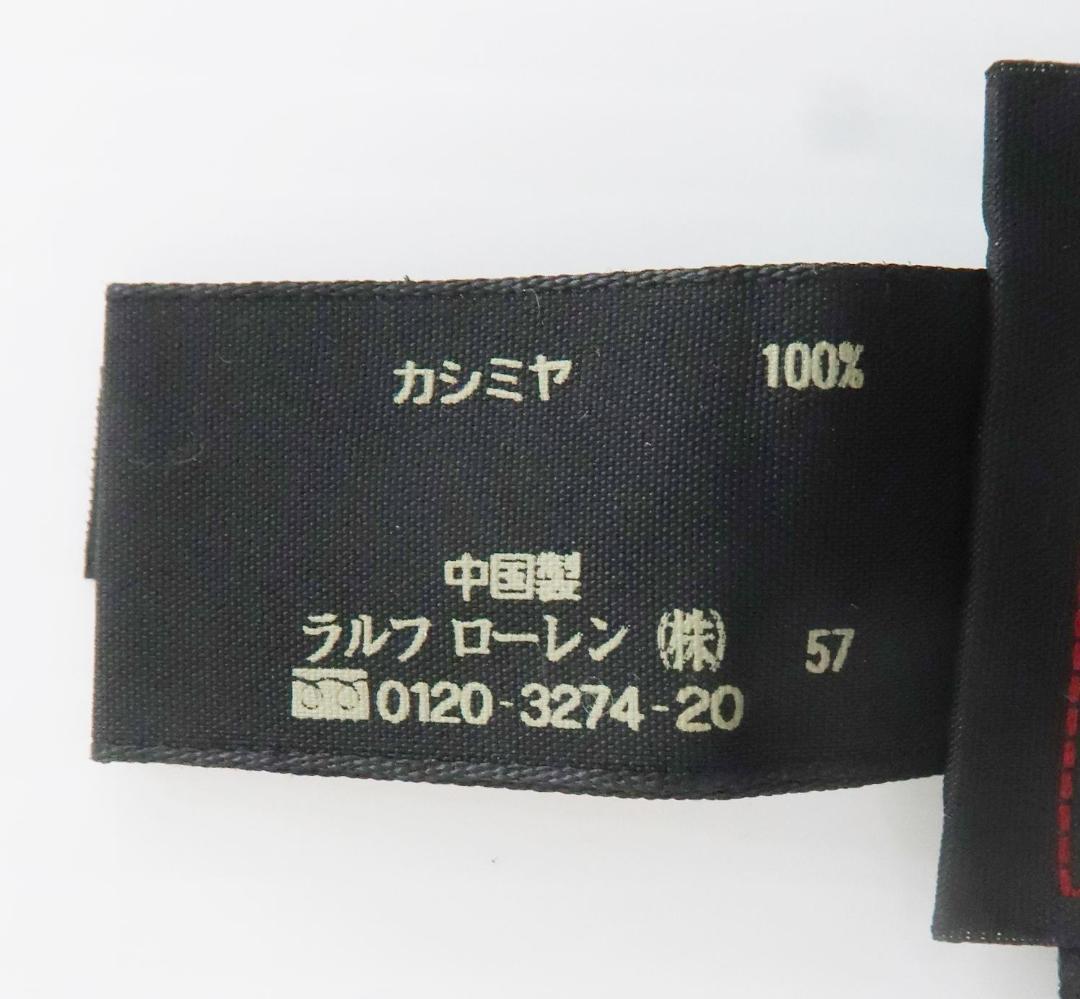 カシミヤ 100%
中国製
ラルフ ローレン (株) 57
0120-3274-20